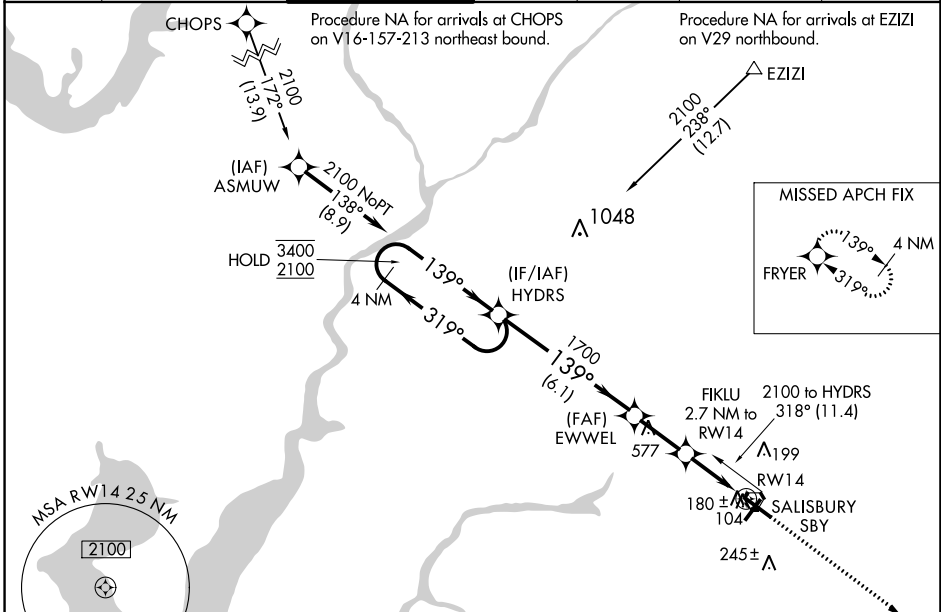 CHOPS
Procedure NA for arrivals at CHOPS
on V16-157-213 northeast bound.
Procedure NA for arrivals at EZIZI
on V29 northbound.
2100
172°
(13.9)
EZIZI
2100
238°
(12.7)
(IAF)
ASMUW
2100 NoPT
138°
(8.9)
1048
MISSED APCH FIX
139°
4 NM
FRYER
319°
HOLD
3400
2100
4 NM
139°
319°
(IF/IAF)
HYDRS
1700
139°
(6.1)
(FAF)
EWWEL
577
FIKLU
2.7 NM to
RW14
2100 to HYDRS
318° (11.4)
199
RW14
180 ±
104
SALISBURY
SBY
245±
MSA RW14 25 NM
2100